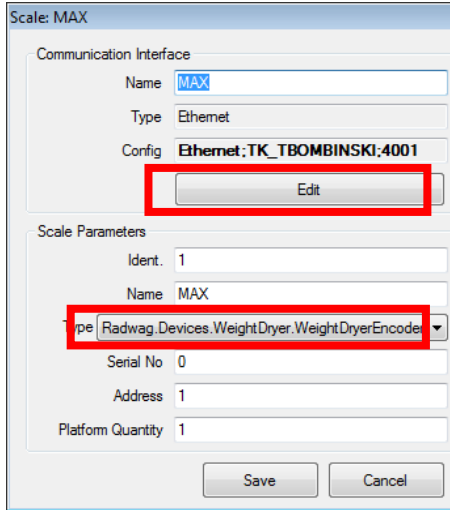 Scale: MAX
Communication Interface
Name MAX
Type Ethernet
Config Ethernet;TK_TBOMBINSKI;4001
Edit
Scale Parameters
Ident. 1
Name MAX
Type Radwag.Devices.WeightDryer.WeightDryerEncoder
Serial No 0
Address 1
Platform Quantity 1
Save Cancel